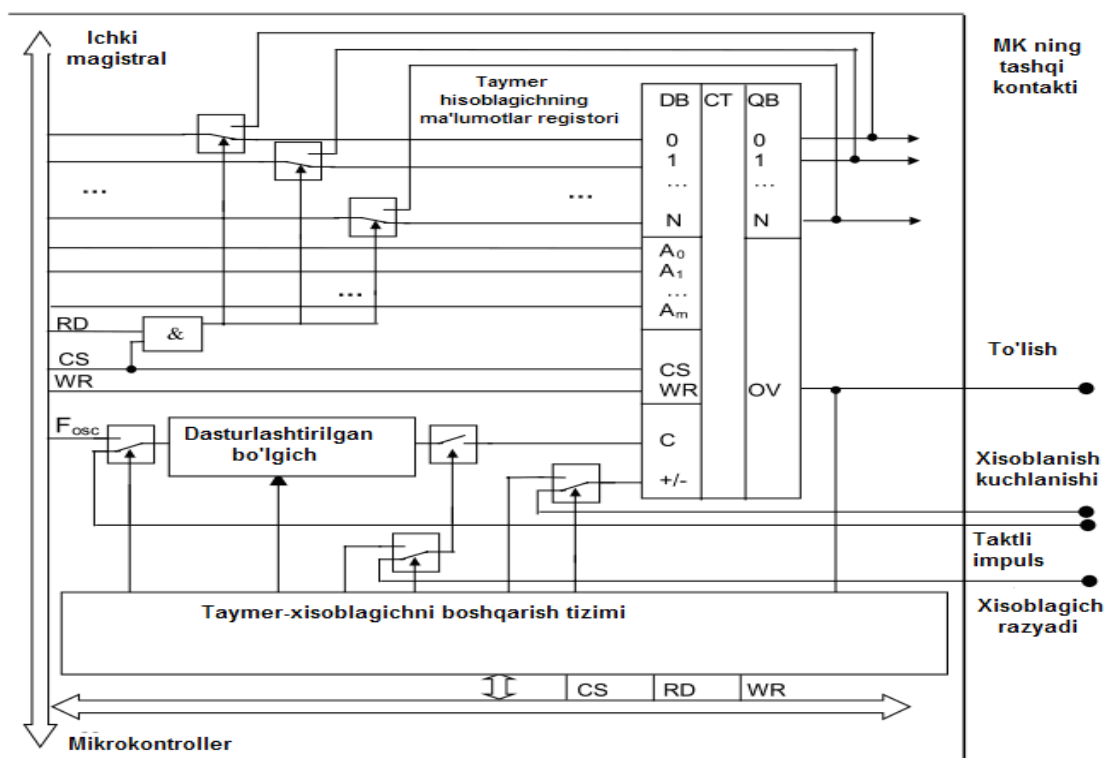 Ichki
magistral
MK ning
tashqi
kontakti
Taymer
hisoblagichning
ma'lumotlar registori
DB CT QB
0 0
1 1
... ...
N N
...
...
A₀
A₁
...
Aₘ
...
RD
&
CS
WR
CS
WR OV
To'lish
Fosc
Dasturlashtirilgan
bo'lgich
C
+/-
Xisoblanish
kuchlanishi
Taktli
impuls
Xisoblagich
razyadi
Taymer-xisoblagichni boshqarish tizimi
CS RD WR
Mikrokontroller